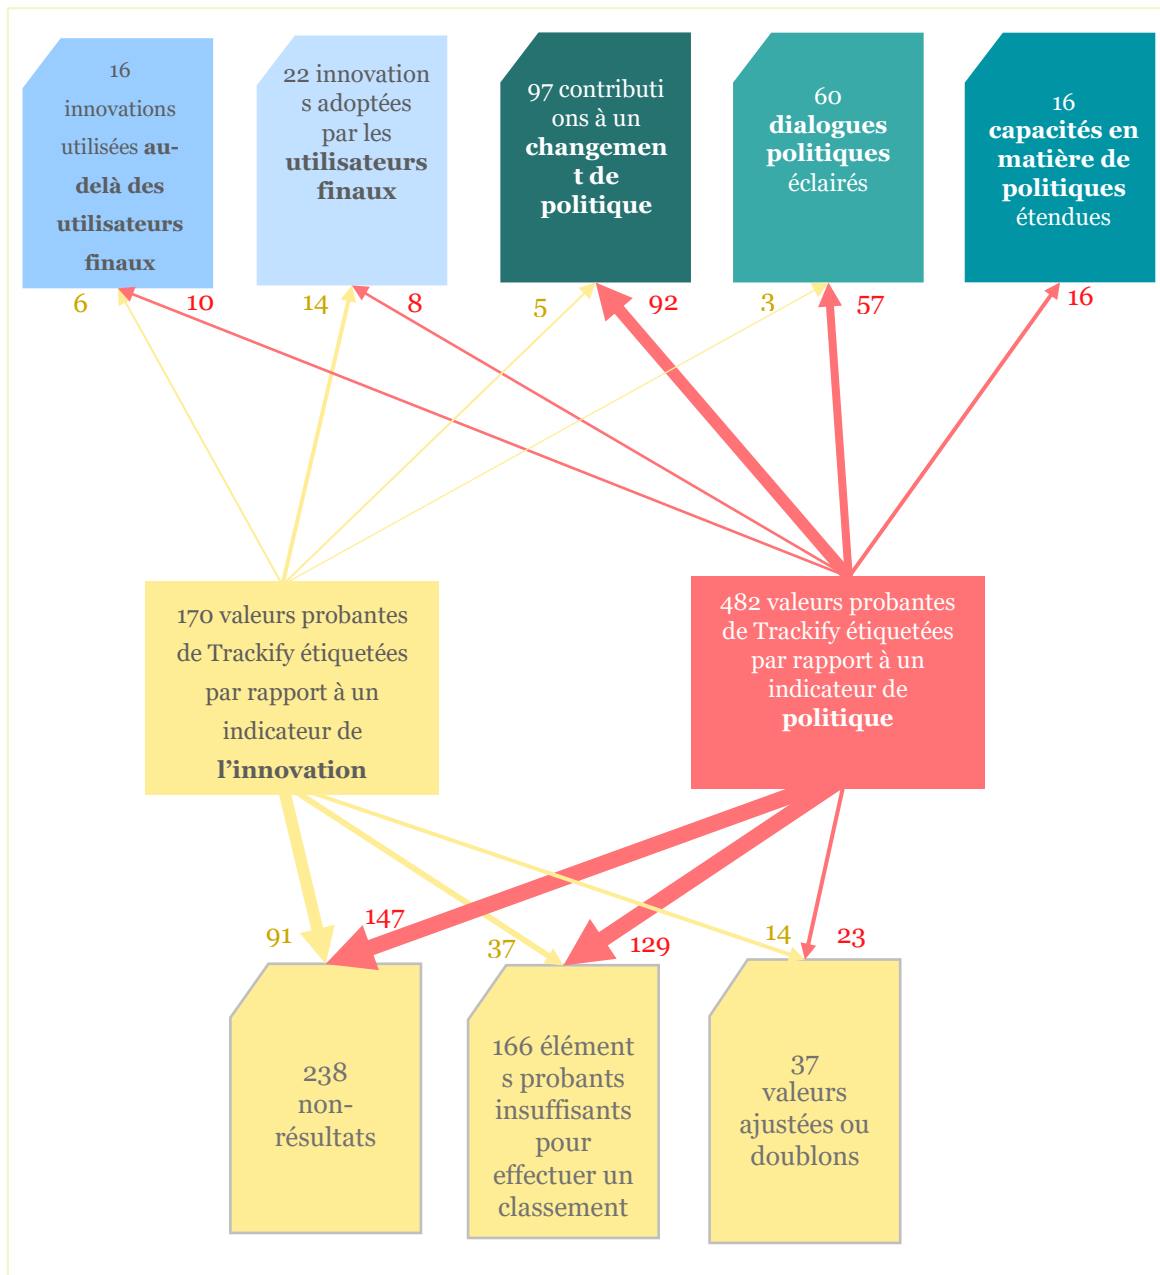 16
innovations
utilisées au-
delà des
utilisateurs
finaux
22 innovation
s adoptées
par les
utilisateurs
finaux
97 contributi
ons à un
changemen
t de
politique
60
dialogues
politiques
éclairés
16
capacités en
matière de
politiques
étendues
6
10
14
8
5
92
3
57
16
170 valeurs probantes
de Trackify étiquetées
par rapport à un
indicateur de
l’innovation
482 valeurs probantes
de Trackify étiquetées
par rapport à un
indicateur de
politique
91
147
37
129
14
23
238
non-
résultats
166 élément
s probants
insuffisants
pour
effectuer un
classement
37
valeurs
ajustées ou
doublons